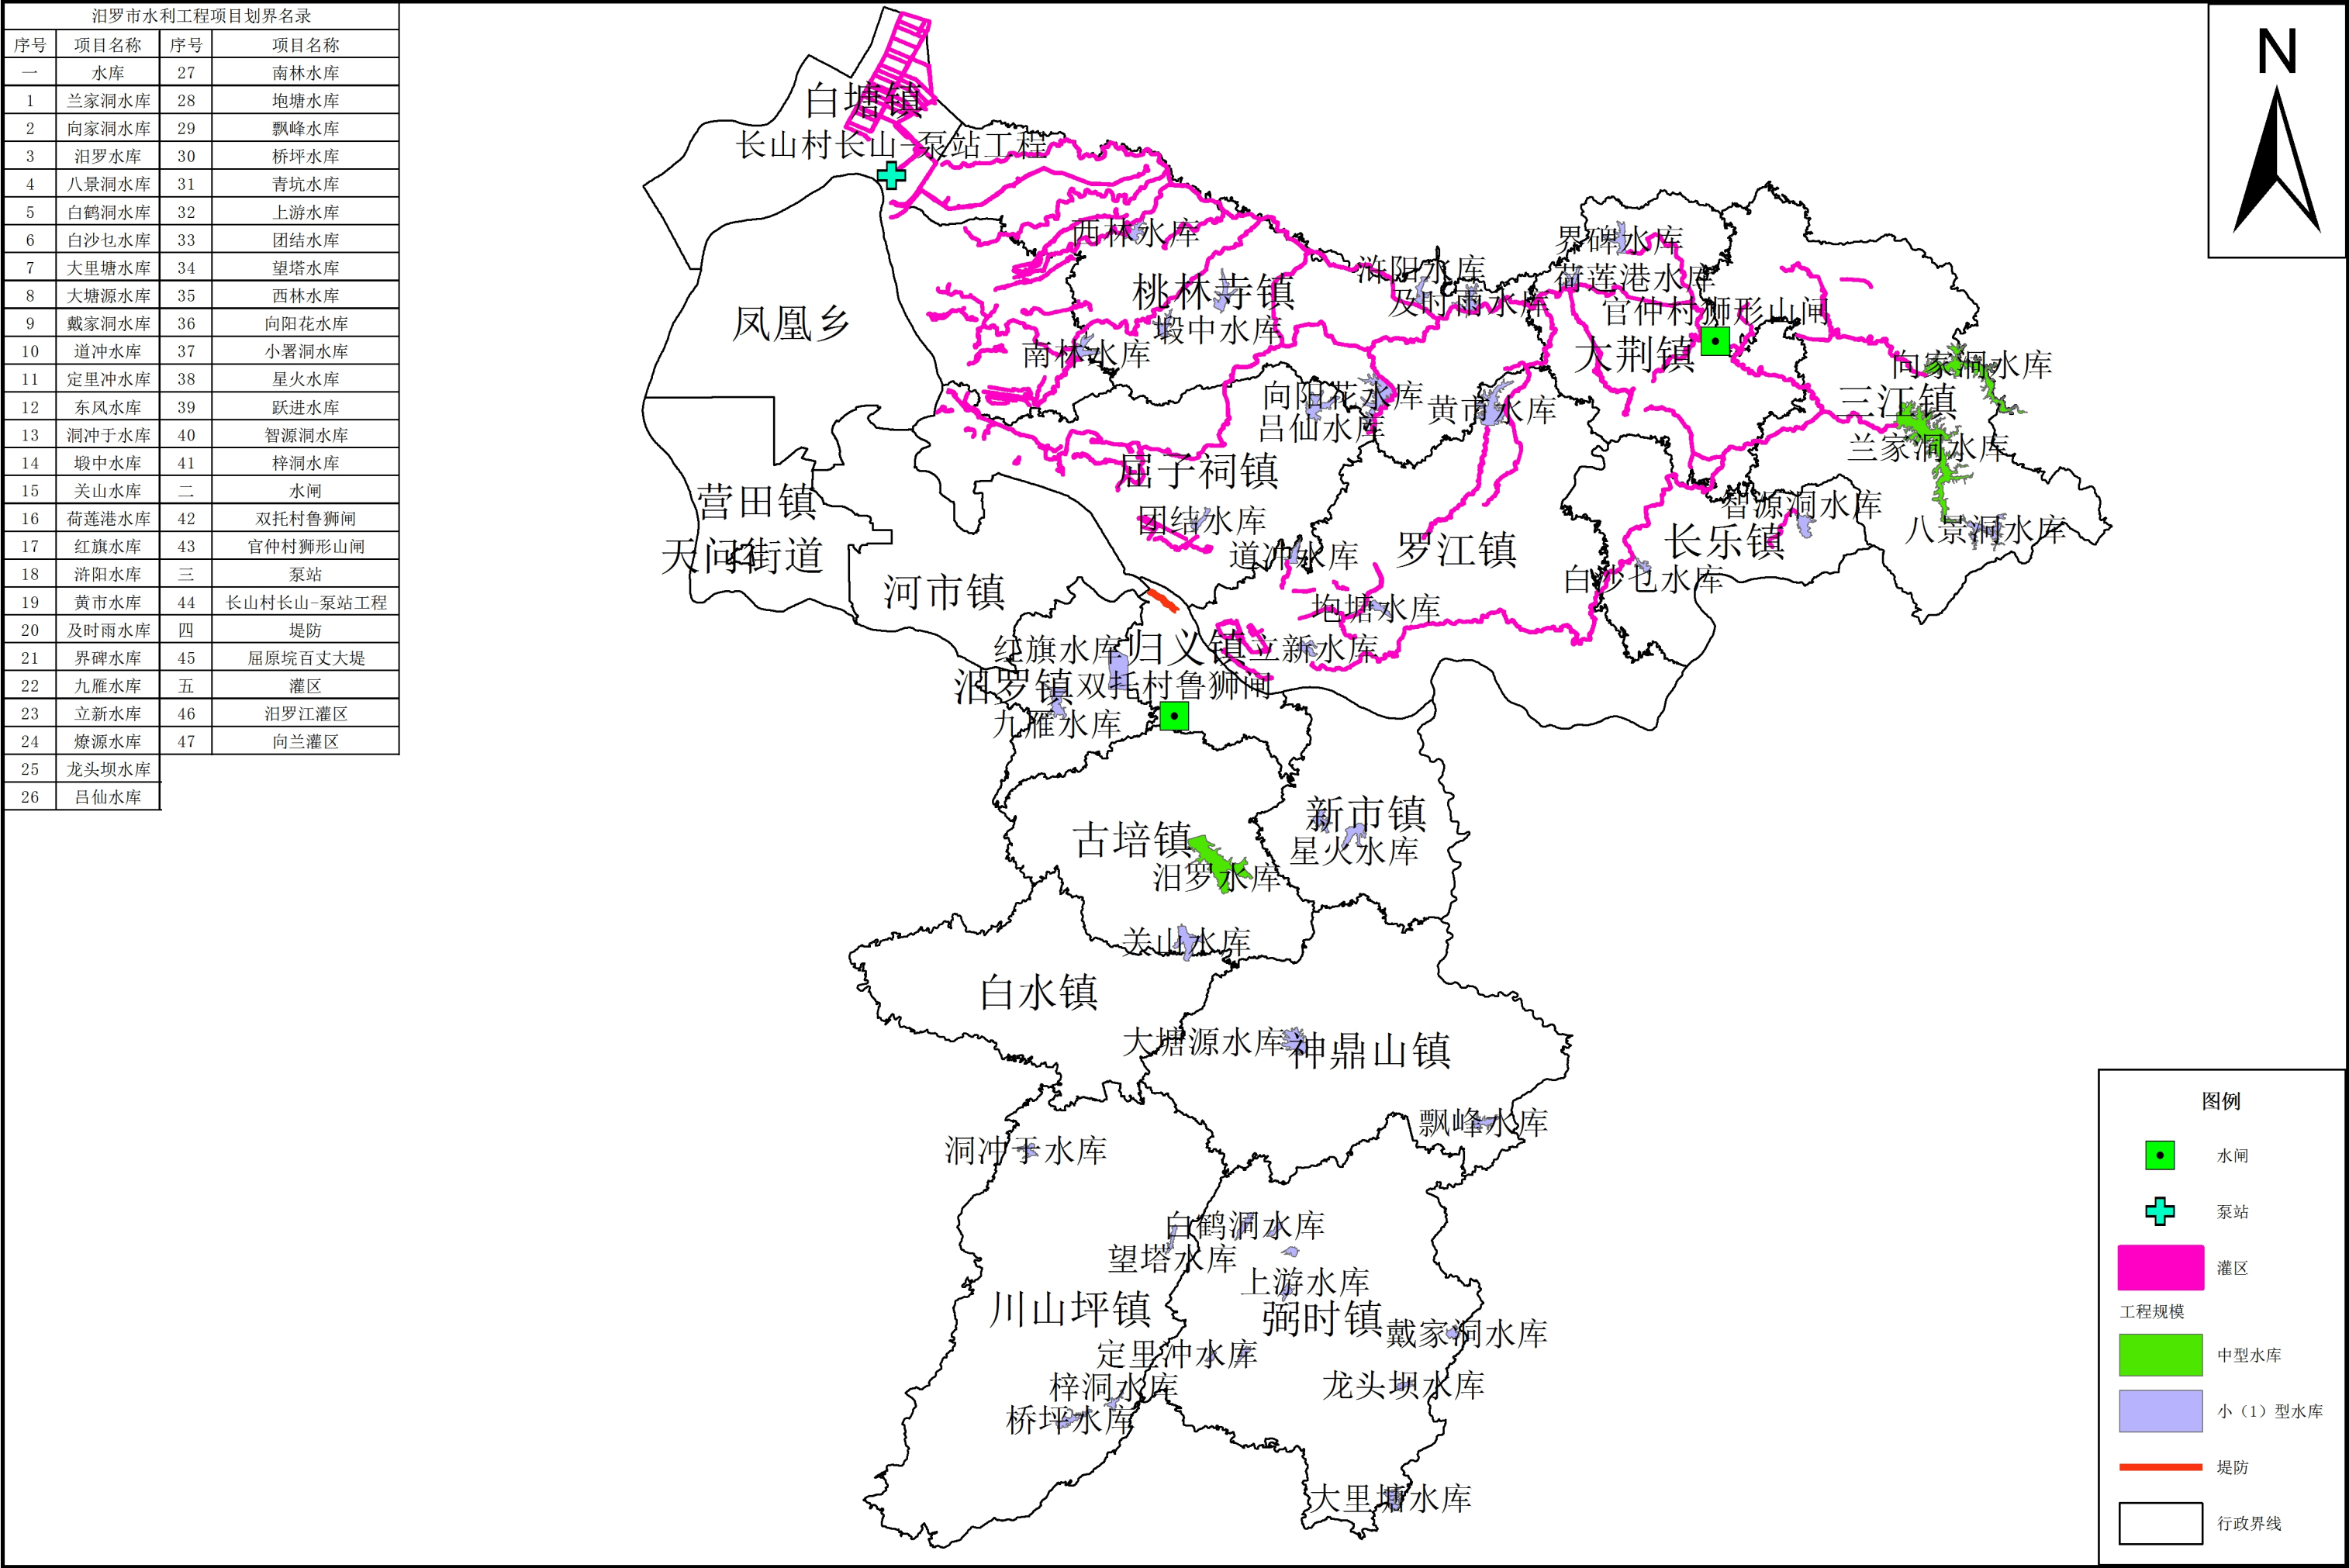 汨罗市水利工程项目划界名录
序号 项目名称 序号 项目名称
一 水库 27 南林水库
1 兰家洞水库 28 垉塘水库
2 向家洞水库 29 飘峰水库
3 汨罗水库 30 桥坪水库
4 八景洞水库 31 青坑水库
5 白鹤洞水库 32 上游水库
6 白沙乜水库 33 团结水库
7 大里塘水库 34 望塔水库
8 大塘源水库 35 西林水库
9 戴家洞水库 36 向阳花水库
10 道冲水库 37 小署洞水库
11 定里冲水库 38 星火水库
12 东风水库 39 跃进水库
13 洞冲于水库 40 智源洞水库
14 塅中水库 41 梓洞水库
15 关山水库 二 水闸
16 荷莲港水库 42 双托村鲁狮闸
17 红旗水库 43 官仲村狮形山闸
18 浒阳水库 三 泵站
19 黄市水库 44 长山村长山-泵站工程
20 及时雨水库 四 堤防
21 界碑水库 45 屈原垸百丈大堤
22 九雁水库 五 灌区
23 立新水库 46 汨罗江灌区
24 燎源水库 47 向兰灌区
25 龙头坝水库
26 吕仙水库
N
白塘镇
长山村长山-泵站工程
西林水库
界碑水库
浒阳水库
荷莲港水库
桃林寺镇
及时雨水库
官仲村狮形山闸
凤凰乡
塅中水库
南林水库
大荆镇
向家洞水库
向阳花水库
黄市水库
三江镇
吕仙水库
兰家洞水库
屈子祠镇
营田镇
智源洞水库
团结水库
八景洞水库
天问街道
道冲水库
罗江镇
长乐镇
白沙乜水库
河市镇
垉塘水库
红旗水库
归义镇
立新水库
汨罗镇
双托村鲁狮闸
九雁水库
新市镇
古培镇
星火水库
汨罗水库
关山水库
白水镇
大塘源水库
神鼎山镇
飘峰水库
洞冲于水库
白鹤洞水库
望塔水库
上游水库
川山坪镇
弼时镇
戴家洞水库
定里冲水库
梓洞水库
龙头坝水库
桥坪水库
大里塘水库
图例
水闸
泵站
灌区
工程规模
中型水库
小（1）型水库
堤防
行政界线